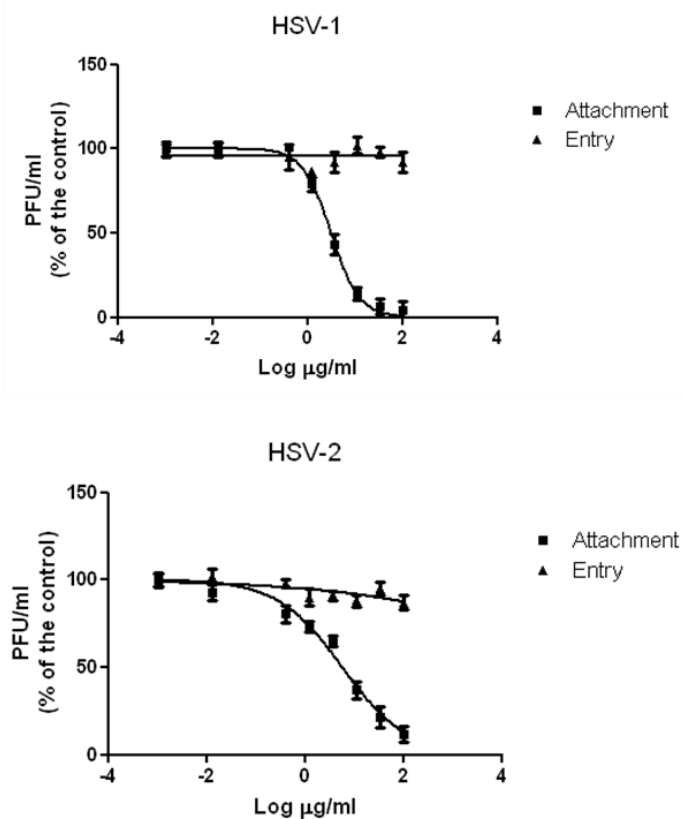 HSV-1
150
100
50
0
PFU/ml
(% of the control)
-4
-2
0
2
4
Log μg/ml
Attachment
Entry
HSV-2
150
100
50
0
PFU/ml
(% of the control)
-4
-2
0
2
4
Log μg/ml
Attachment
Entry